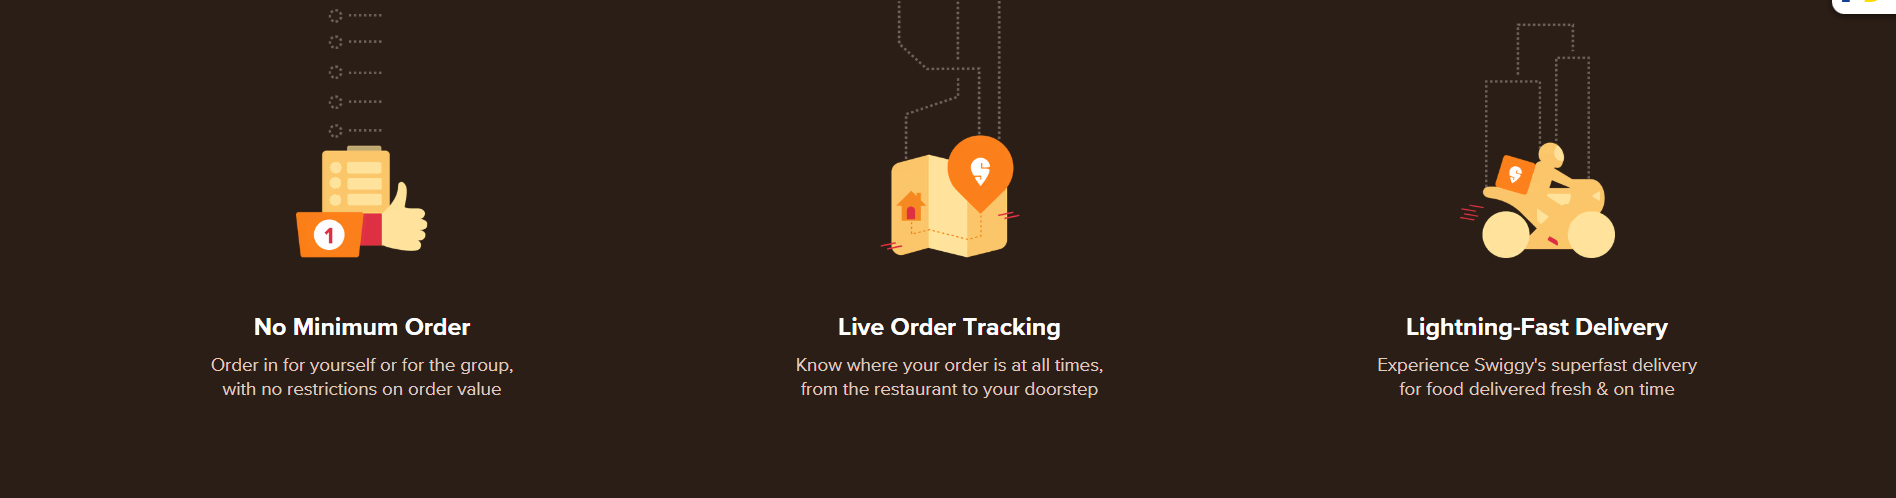 1
No Minimum Order
Order in for yourself or for the group,
with no restrictions on order value
Live Order Tracking
Know where your order is at all times,
from the restaurant to your doorstep
Lightning-Fast Delivery
Experience Swiggy's superfast delivery
for food delivered fresh & on time